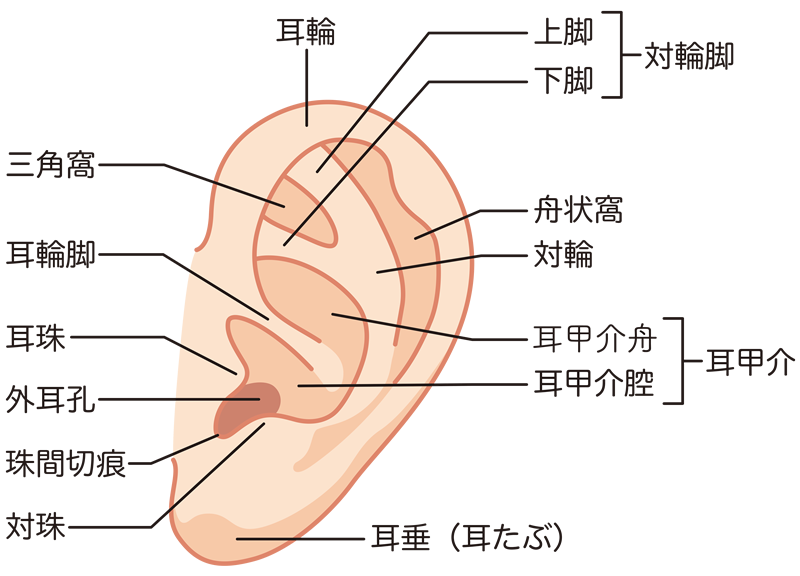 耳輪
上脚
下脚
対輪脚
三角窩
舟状窩
対輪
耳輪脚
耳珠
耳甲介舟
耳甲介腔
耳甲介
外耳孔
珠間切痕
対珠
耳垂（耳たぶ）